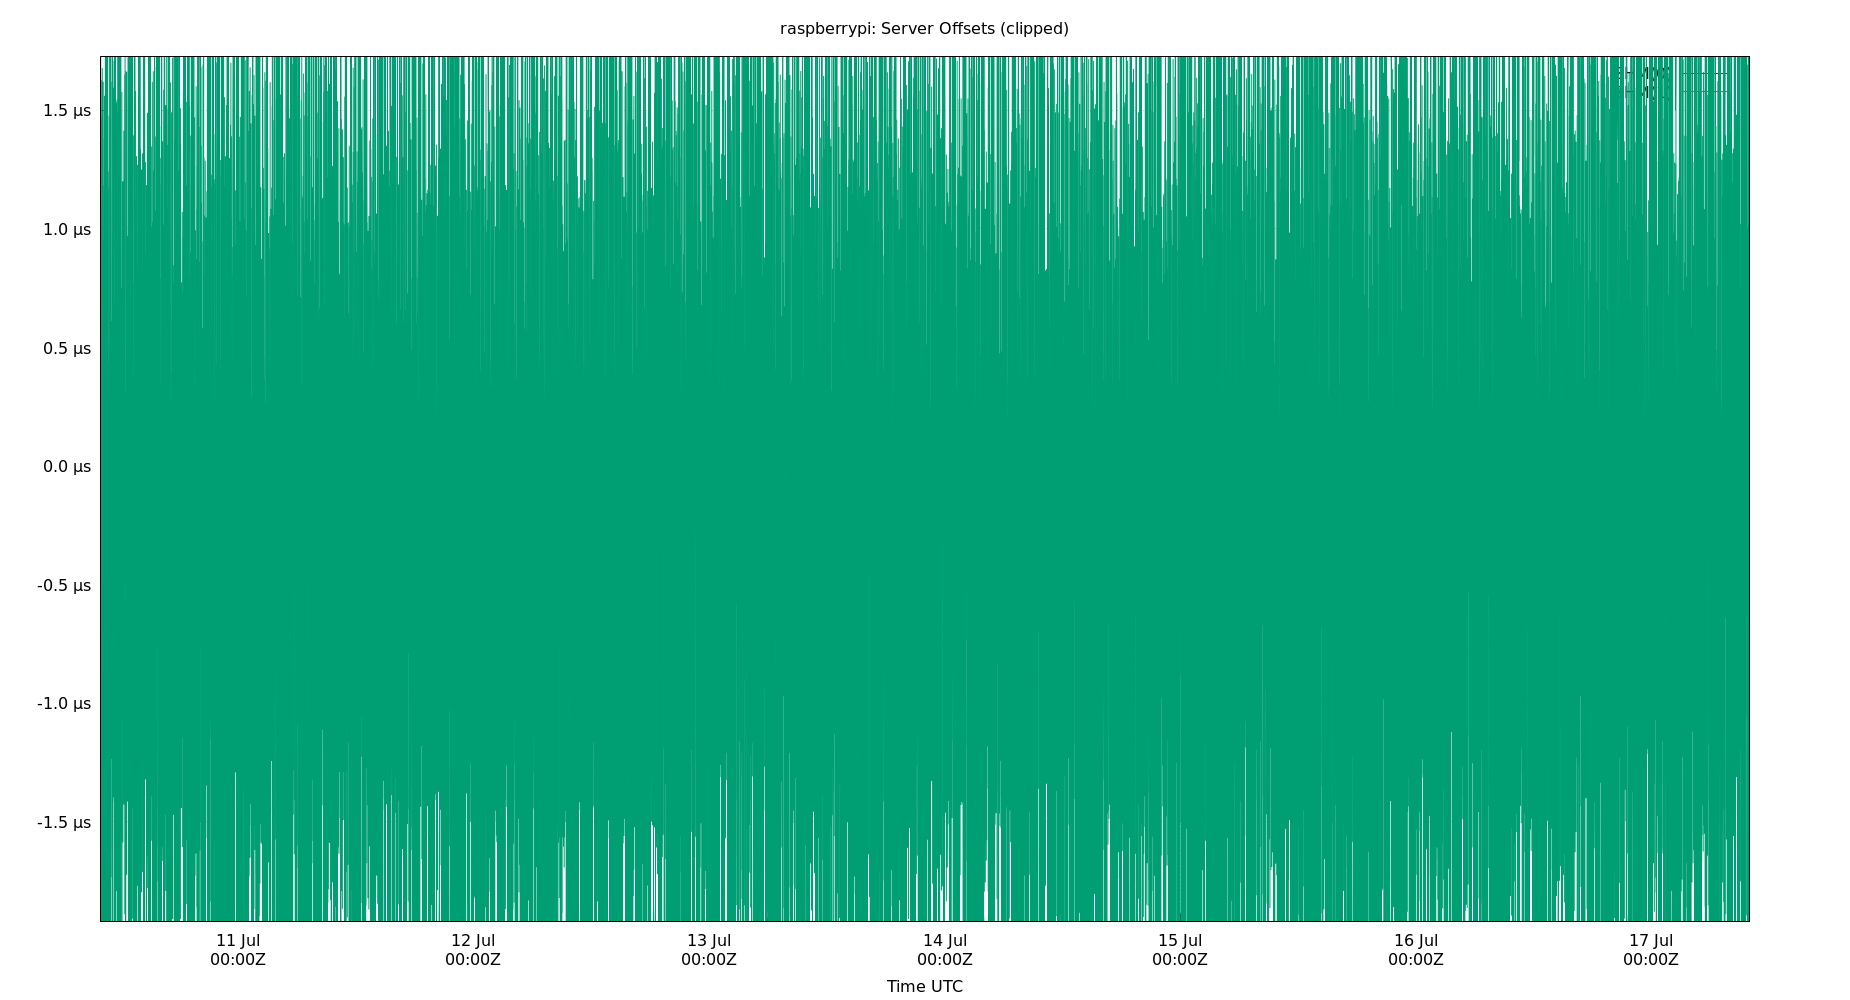 raspberrypi: Server Offsets (clipped)
1.5 µs
1.0 µs
0.5 µs
0.0 µs
-0.5 µs
-1.0 µs
-1.5 µs
11 Jul
00:00Z
12 Jul
00:00Z
13 Jul
00:00Z
14 Jul
00:00Z
15 Jul
00:00Z
16 Jul
00:00Z
17 Jul
00:00Z
Time UTC